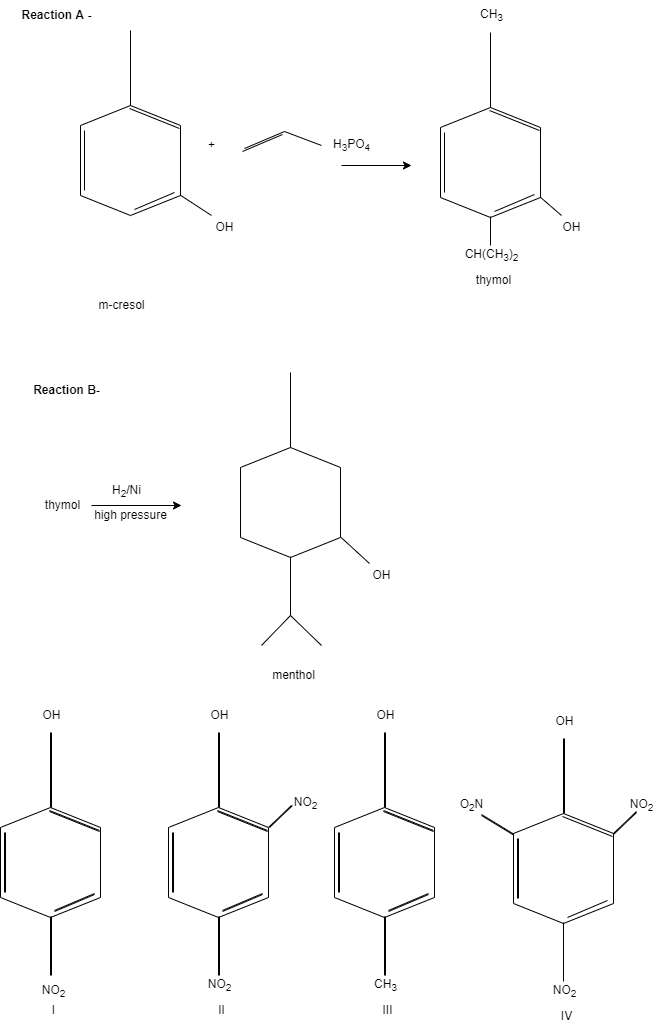 Reaction A -
CH₃
+
H₃PO₄
OH
OH
CH(CH₃)₂
thymol
m-cresol
Reaction B-
thymol
H₂/Ni
high pressure
OH
menthol
OH
OH
OH
OH
NO₂
O₂N
NO₂
NO₂
NO₂
CH₃
NO₂
I
II
III
IV